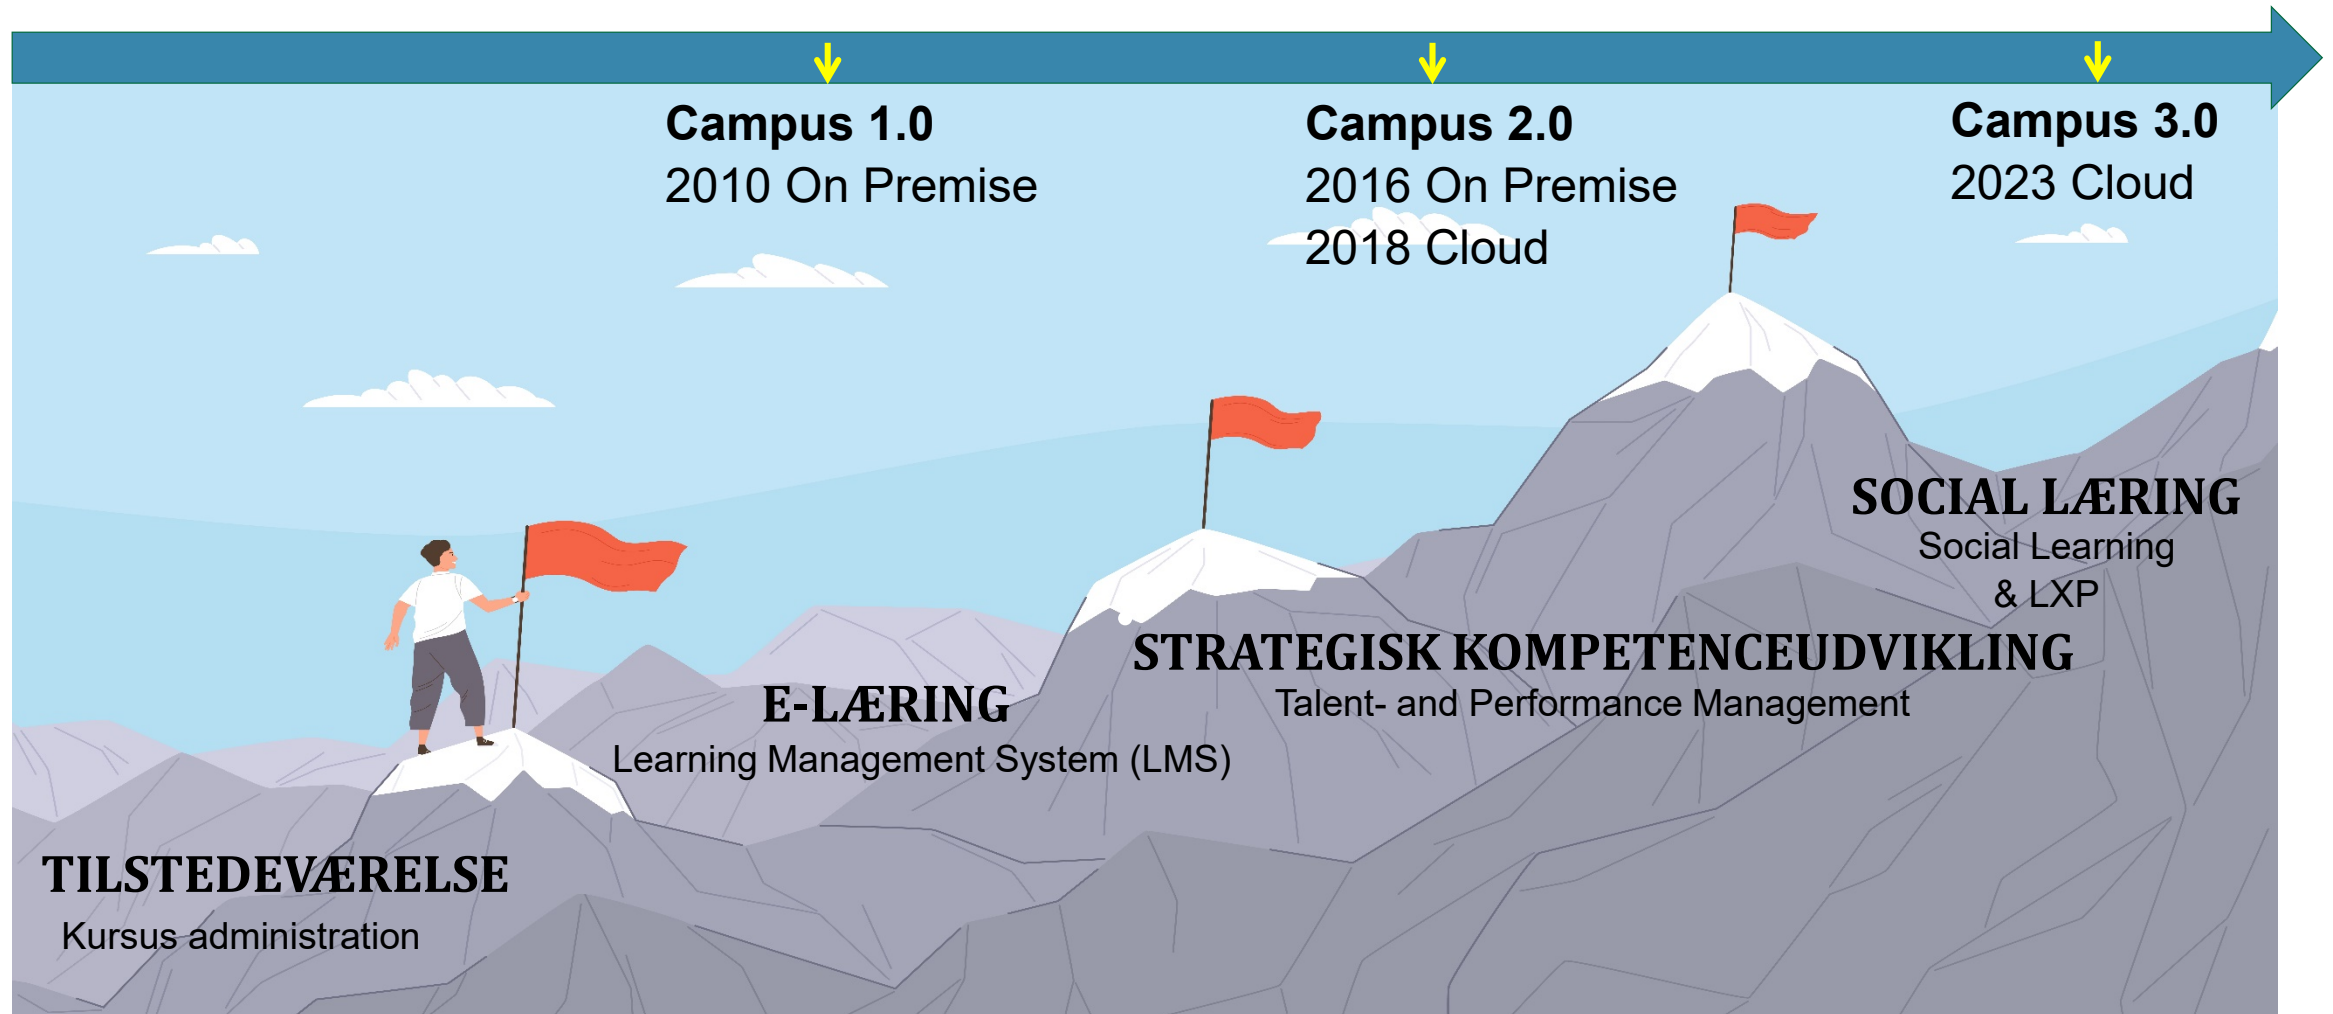 Campus 1.0
2010 On Premise
Campus 2.0
2016 On Premise
2018 Cloud
Campus 3.0
2023 Cloud
SOCIAL LÆRING
Social Learning
& LXP
STRATEGISK KOMPETENCEUDVIKLING
Talent- and Performance Management
E-LÆRING
Learning Management System (LMS)
TILSTEDEVÆRELSE
Kursus administration